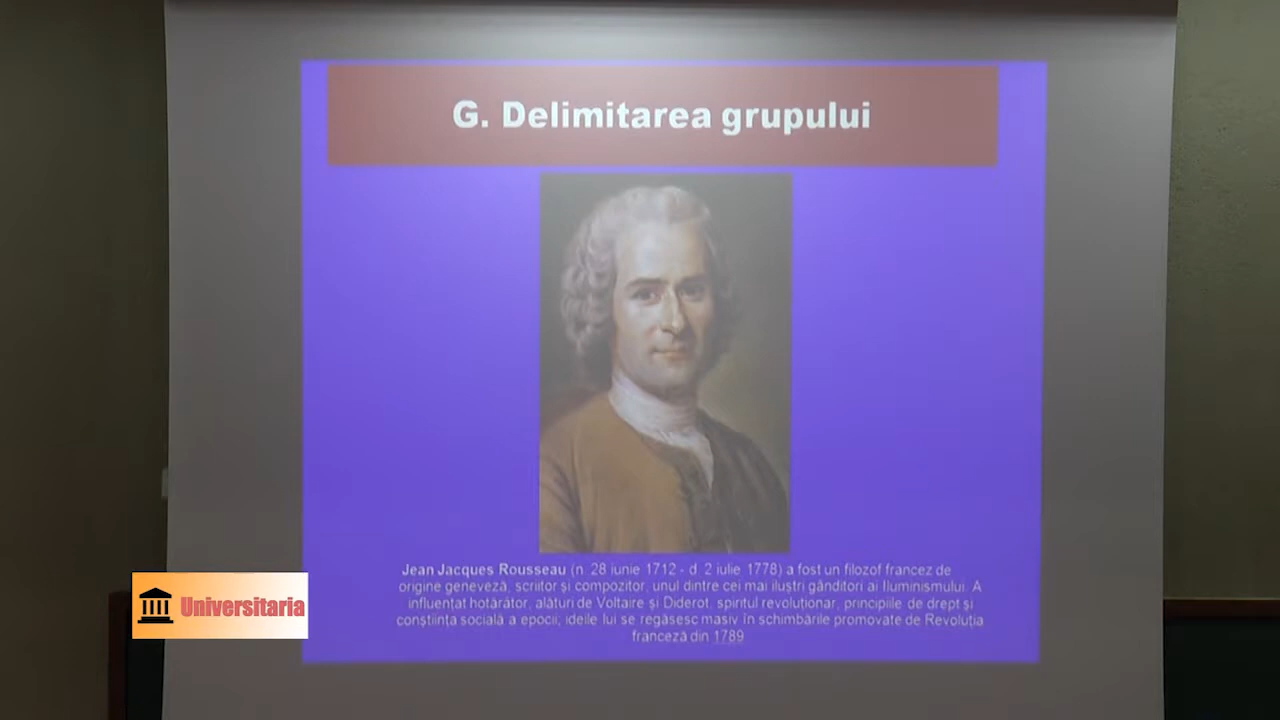 G. Delimitarea grupului
Jean Jacques Rousseau (n. 28 iunie 1712 - d. 2 iulie 1778) a fost un filozof francez de
origine geneveză, scriitor și compozitor, unul dintre cei mai iluștri gânditori ai Iluminismului. A
influențat hotărâtor, alături de Voltaire și Diderot, spiritul revoluționar, principiile de drept și
conștiința socială a epocii; ideile lui se regăsesc masiv în schimbările promovate de Revoluția
franceză din 1789
Universitaria